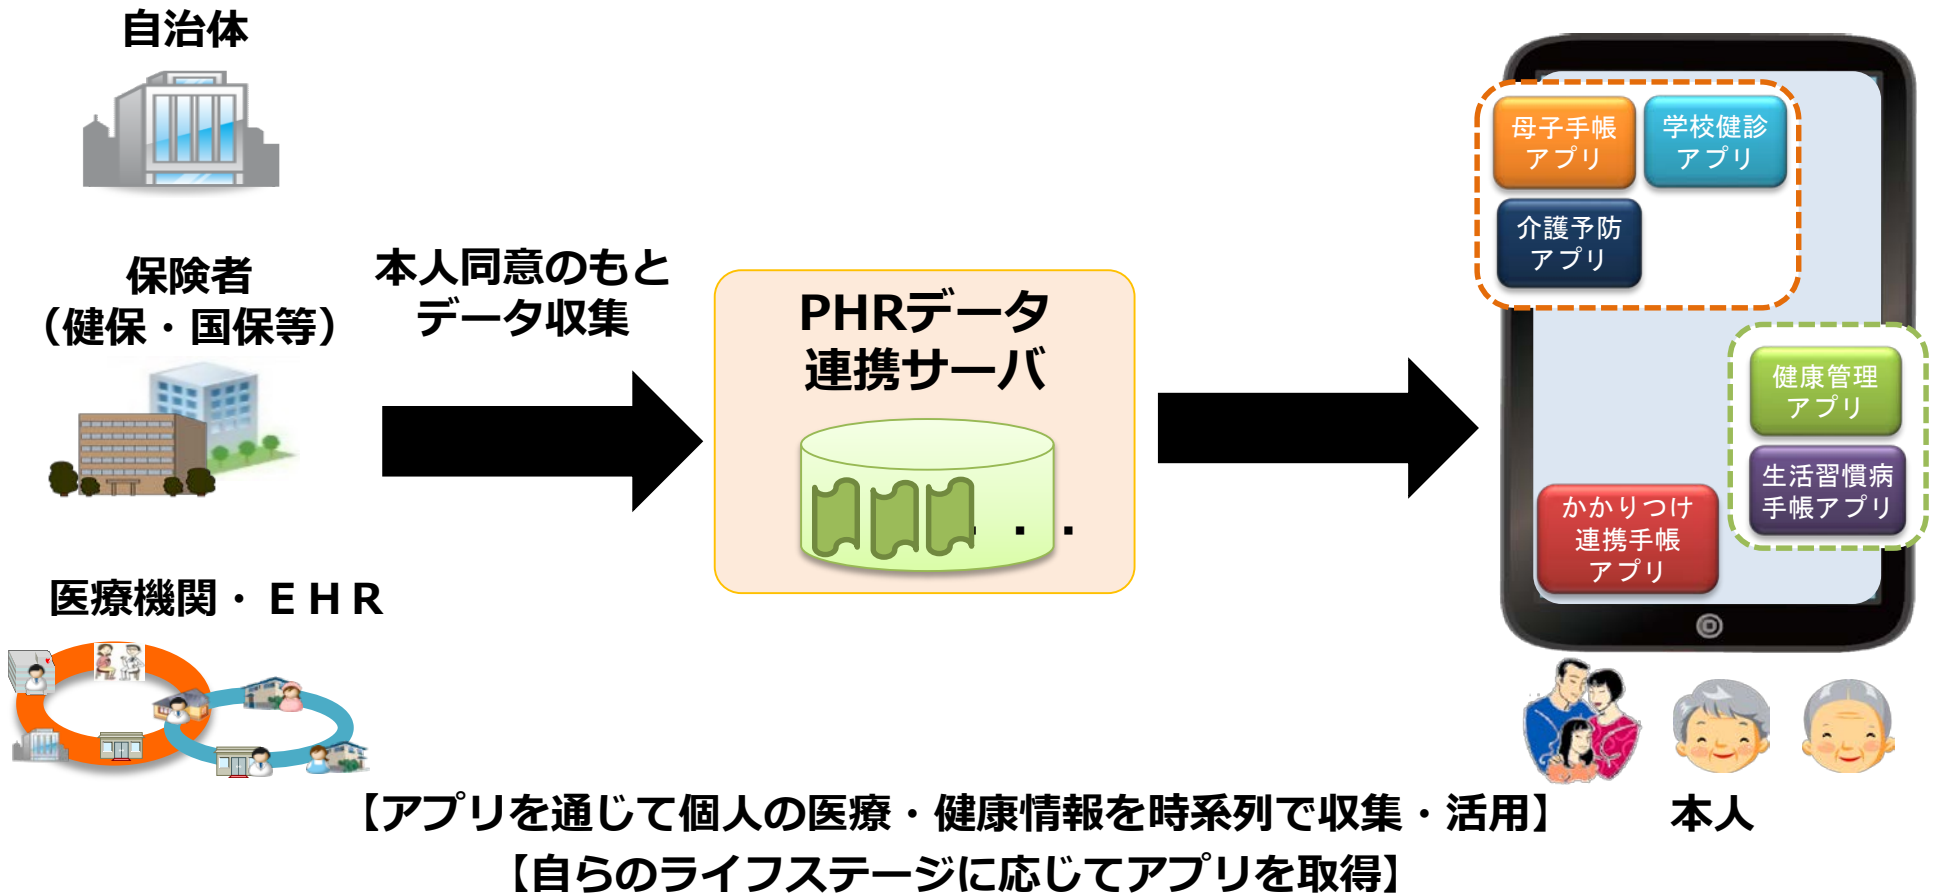 自治体
保険者
（健保・国保等）
医療機関・ＥＨＲ
本人同意のもと
データ収集
PHRデータ
連携サーバ
・・・
母子手帳
アプリ
学校健診
アプリ
介護予防
アプリ
健康管理
アプリ
生活習慣病
手帳アプリ
かかりつけ
連携手帳
アプリ
本人
【アプリを通じて個人の医療・健康情報を時系列で収集・活用】
【自らのライフステージに応じてアプリを取得】